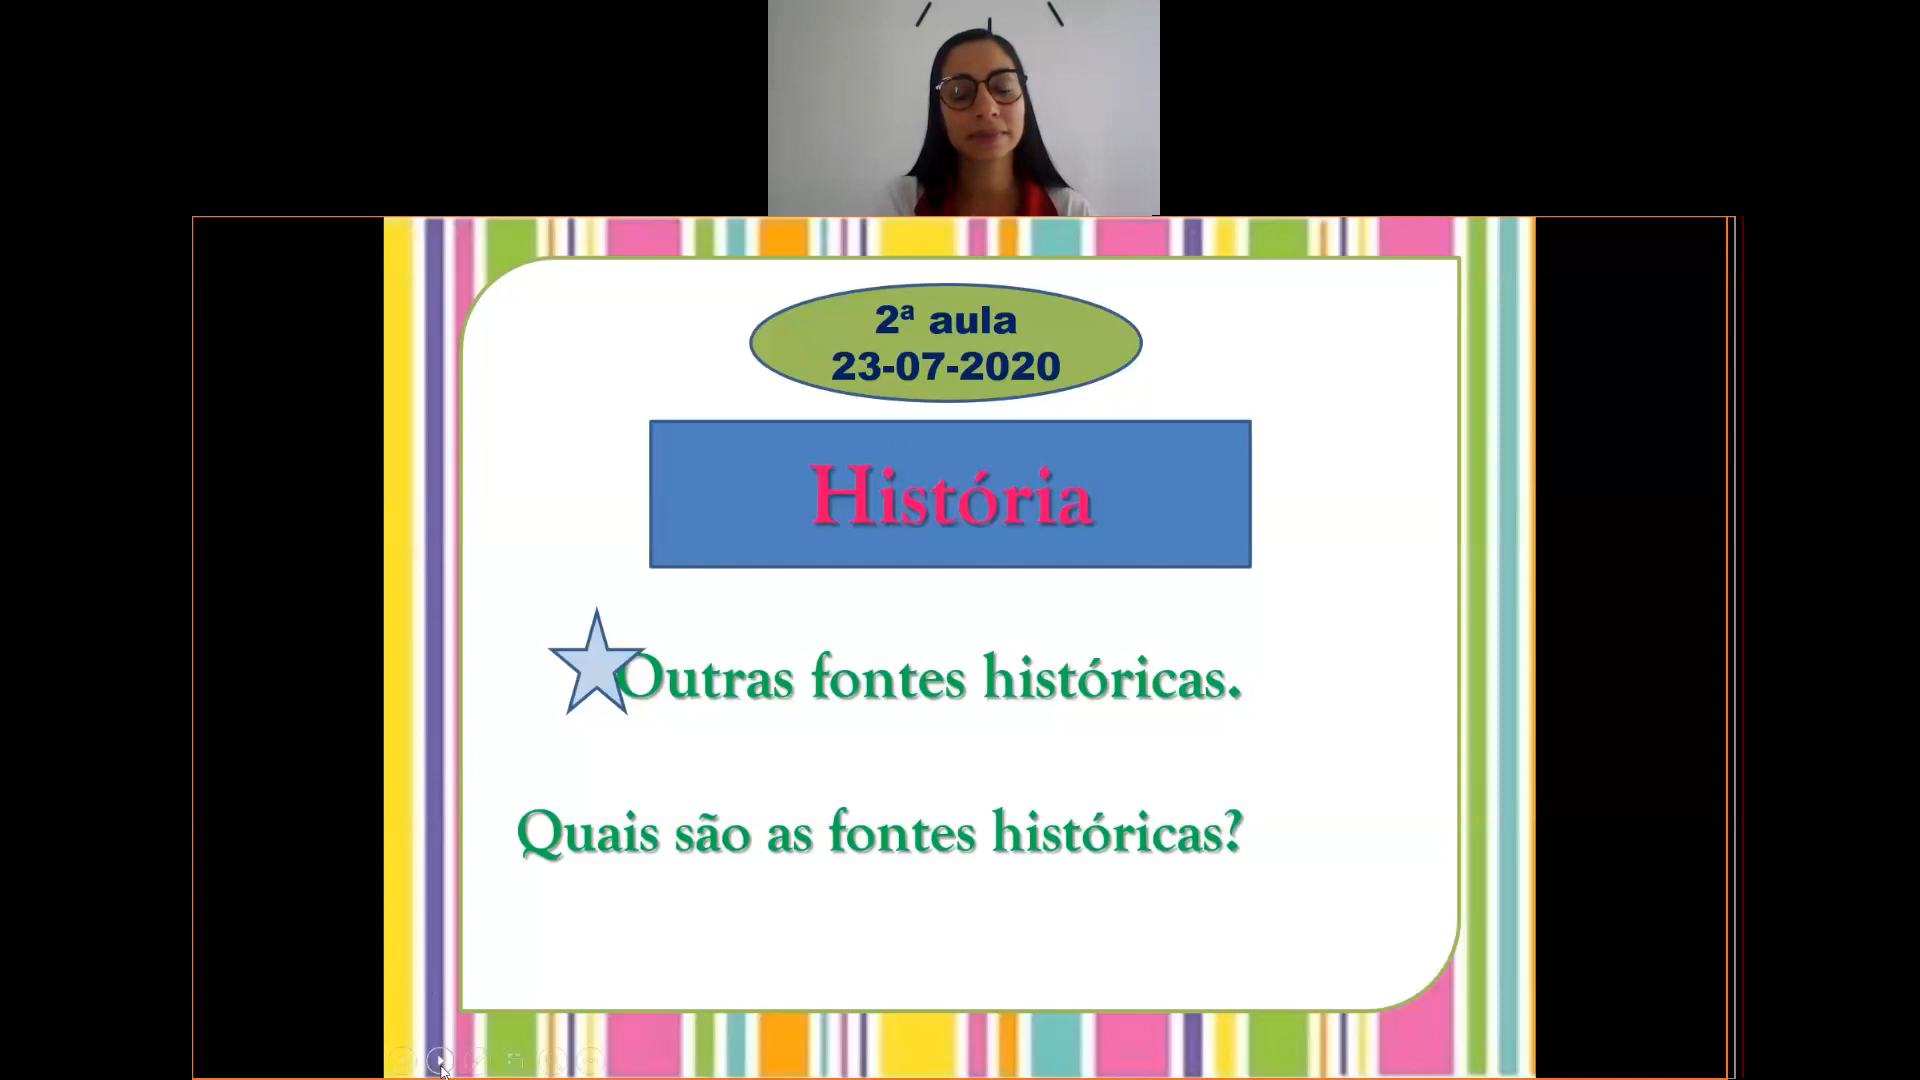 2ª aula
23-07-2020
História
Outras fontes históricas.
Quais são as fontes históricas?